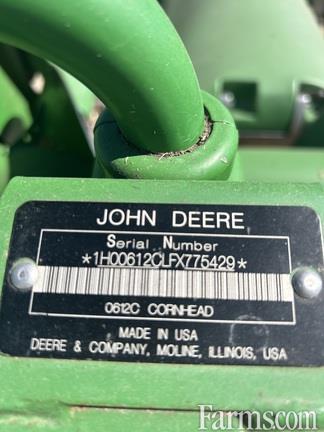 JOHN DEERE
Serial Number
*1H00612CLFX775429*
0612C CORNHEAD
MADE IN USA
DEERE & COMPANY, MOLINE, ILLINOIS, USA
Farms.com®